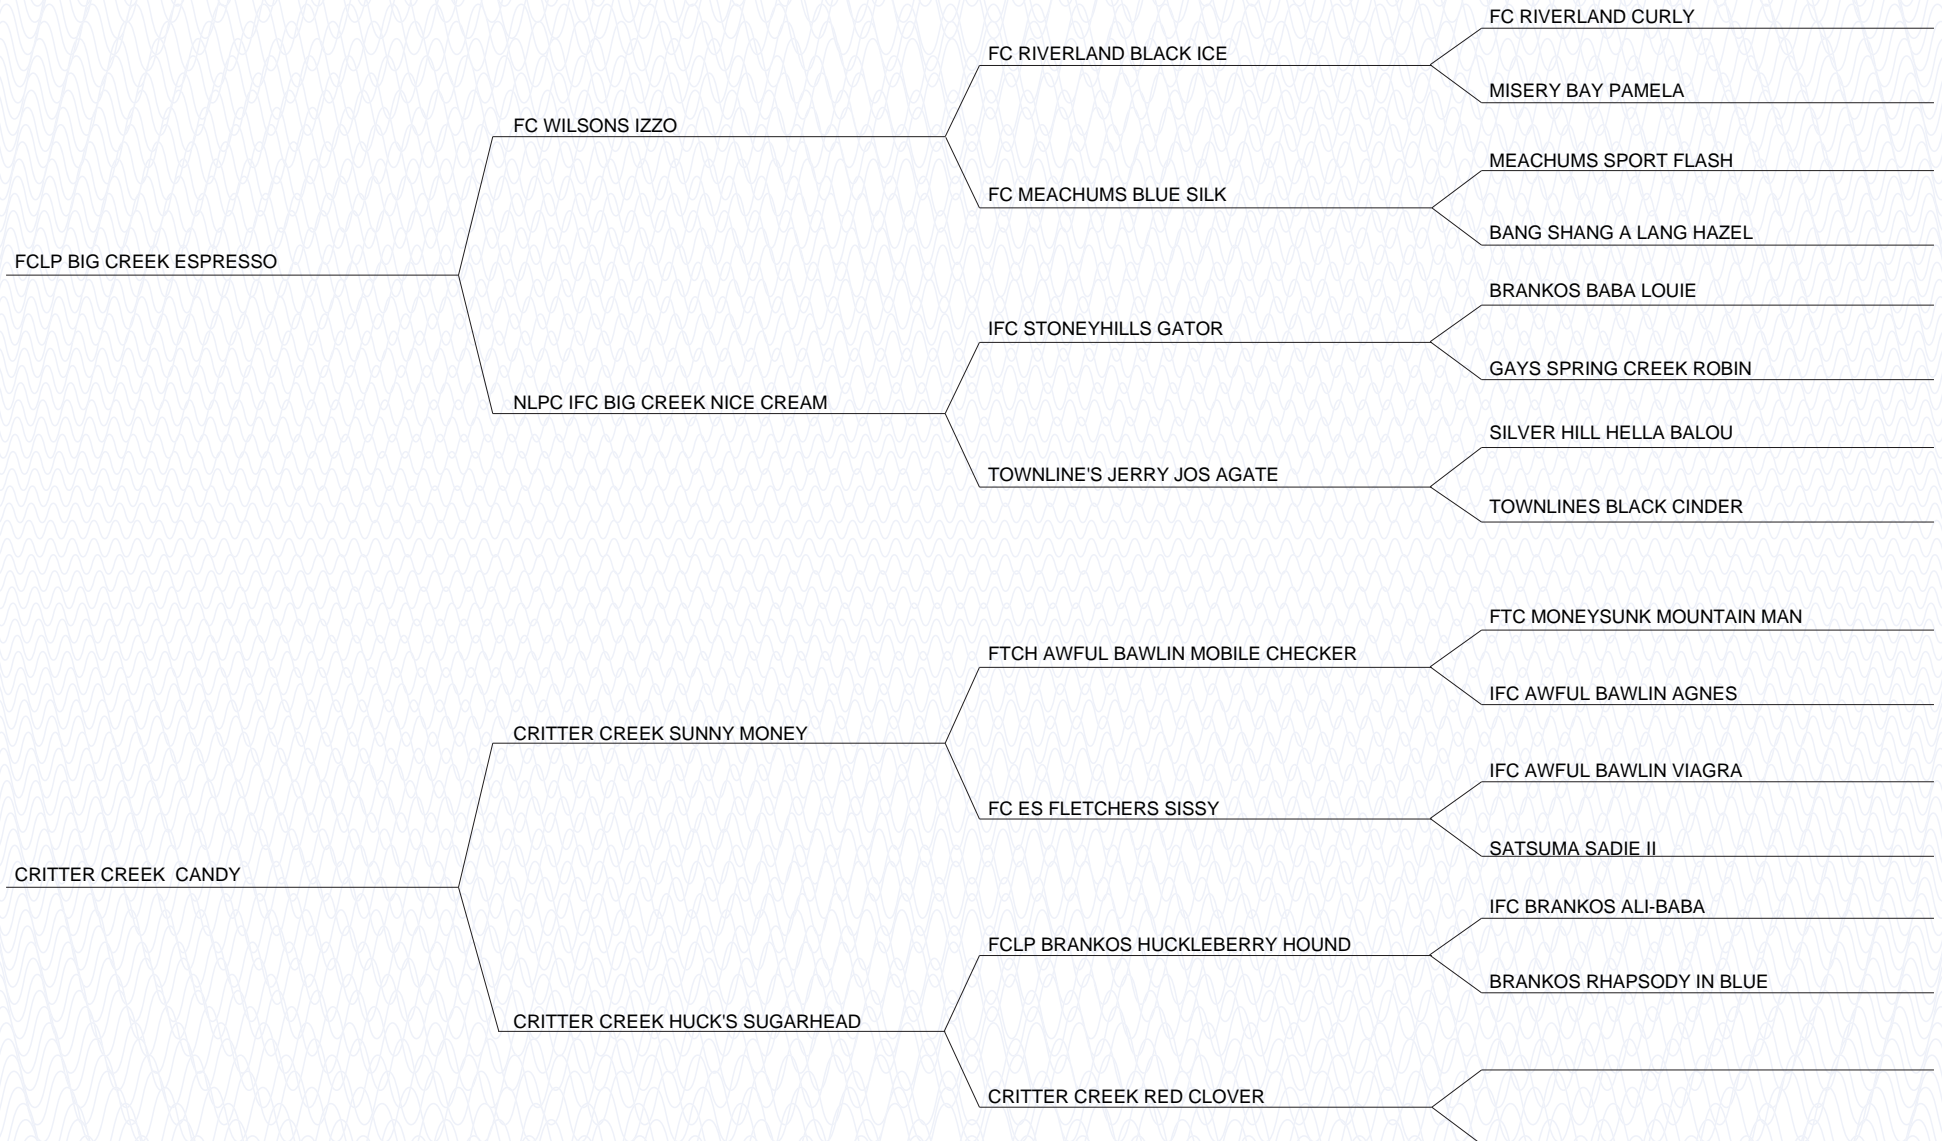 FC RIVERLAND CURLY
FC RIVERLAND BLACK ICE
MISERY BAY PAMELA
FC WILSONS IZZO
MEACHUMS SPORT FLASH
FC MEACHUMS BLUE SILK
BANG SHANG A LANG HAZEL
FCLP BIG CREEK ESPRESSO
BRANKOS BABA LOUIE
IFC STONEYHILLS GATOR
GAYS SPRING CREEK ROBIN
NLPC IFC BIG CREEK NICE CREAM
SILVER HILL HELLA BALOU
TOWNLINE'S JERRY JOS AGATE
TOWNLINES BLACK CINDER
FTC MONEYSUNK MOUNTAIN MAN
FTCH AWFUL BAWLIN MOBILE CHECKER
IFC AWFUL BAWLIN AGNES
CRITTER CREEK SUNNY MONEY
IFC AWFUL BAWLIN VIAGRA
FC ES FLETCHERS SISSY
SATSUMA SADIE II
CRITTER CREEK  CANDY
IFC BRANKOS ALI-BABA
FCLP BRANKOS HUCKLEBERRY HOUND
BRANKOS RHAPSODY IN BLUE
CRITTER CREEK HUCK'S SUGARHEAD
CRITTER CREEK RED CLOVER